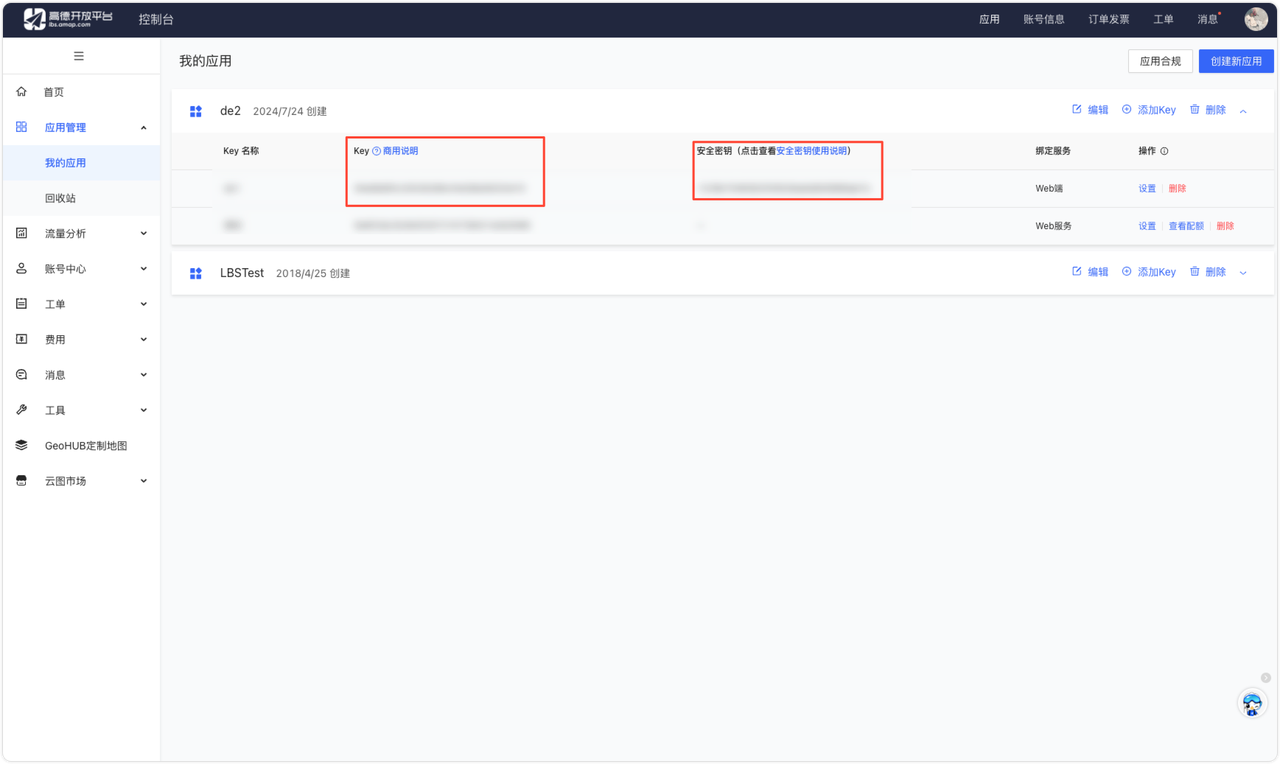 高德开放平台 控制台 应用 账号信息 订单发票 工单 消息
lbs.amap.com
我的应用 应用合规 创建新应用
首页
应用管理
我的应用
回收站
流量分析
账号中心
工单
费用
消息
工具
GeoHUB定制地图
云图市场
de2 2024/7/24 创建 编辑 添加Key 删除
Key 名称 Key 商用说明 安全密钥（点击查看安全密钥使用说明） 绑定服务 操作
Web端 设置 删除
Web服务 设置 查看配额 删除
LBSTest 2018/4/25 创建 编辑 添加Key 删除